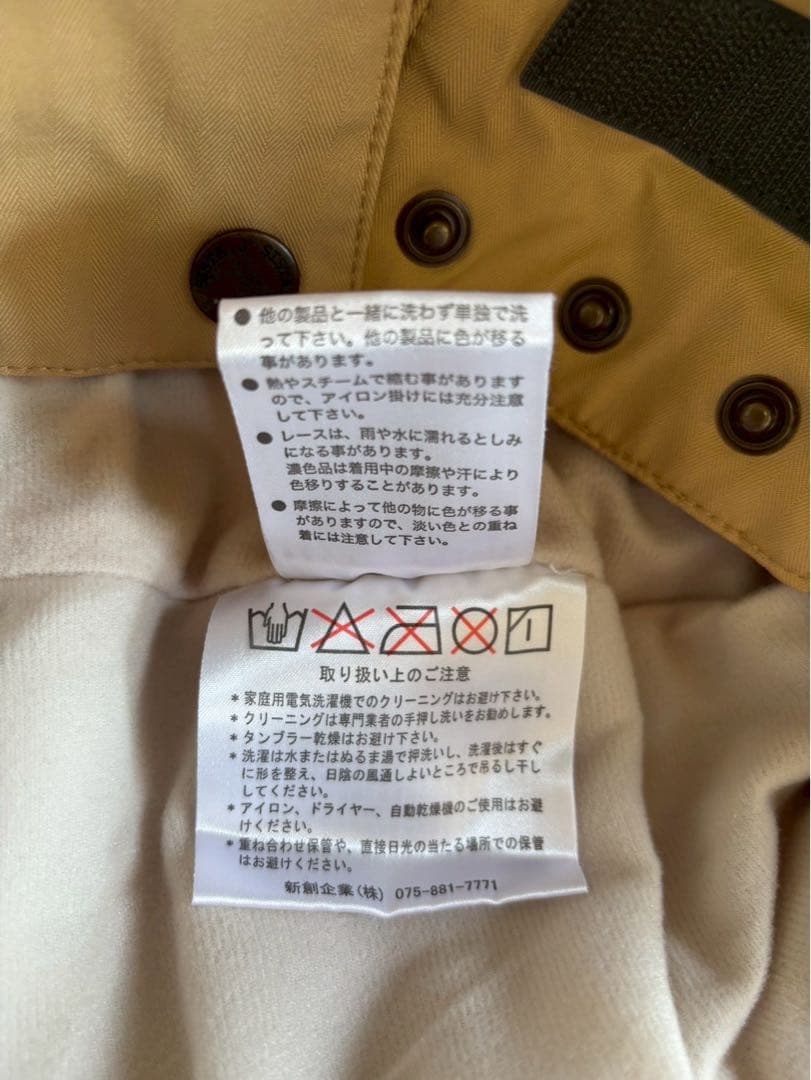 ● 他の製品と一緒に洗わず単独で洗
って下さい。他の製品に色が移る
事があります。
● 熱やスチームで縮む事があります
ので、アイロン掛けには充分注意
して下さい。
● レースは、雨や水に濡れるとしみ
になる事があります。
濃色品は着用中の摩擦や汗により
色移りすることがあります。
● 摩擦によって他の物に色が移る事
がありますので、淡い色との重ね
着には注意して下さい。
取り扱い上のご注意
* 家庭用電気洗濯機でのクリーニングはお避け下さい。
* クリーニングは専門業者の手押し洗いをお勧めします。
* タンブラー乾燥はお避け下さい。
* 洗濯は水またはぬるま湯で押洗いし、洗濯後はすぐ
に形を整え、日陰の風通しよいところで吊るし干し
してください。
* アイロン、ドライヤー、自動乾燥機のご使用はお避
けください。
* 重ね合わせ保管や、直接日光の当たる場所での保管
はお避けください。
新創企業(株) 075-881-7771